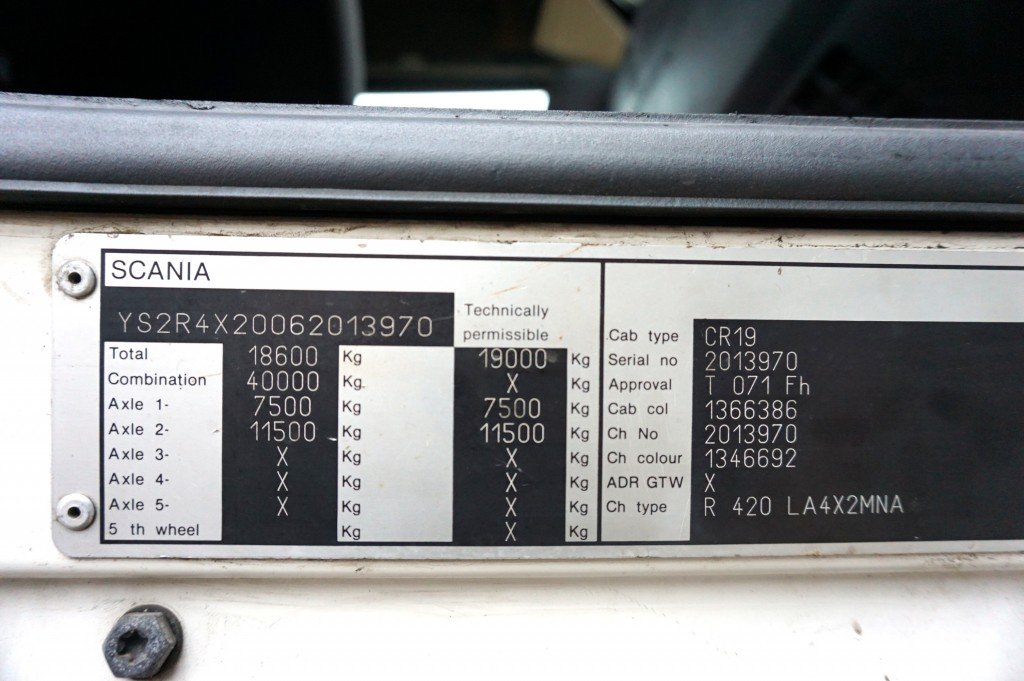 SCANIA
YS2R4X20062013970
Technically
permissible
Total 18600 Kg 19000 Kg
Combination 40000 Kg X Kg
Axle 1- 7500 Kg 7500 Kg
Axle 2- 11500 Kg 11500 Kg
Axle 3- X Kg X Kg
Axle 4- X Kg X Kg
Axle 5- X Kg X Kg
5 th wheel Kg X Kg
Cab type CR19
Serial no 2013970
Approval T 071 Fh
Cab col 1366386
Ch No 2013970
Ch colour 1346692
ADR GTW X
Ch type R 420 LA4X2MNA